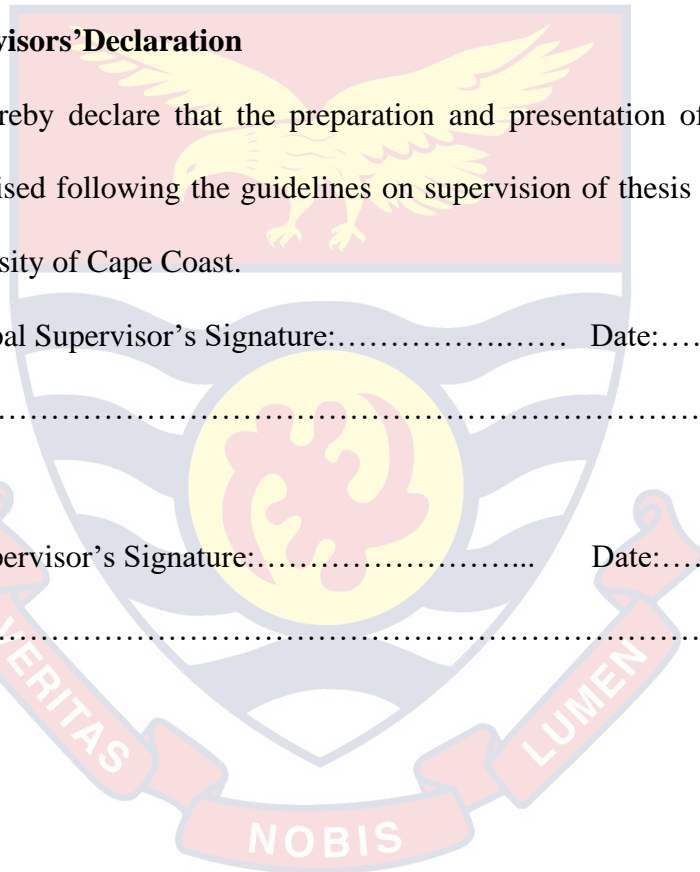 visors’Declaration
reby declare that the preparation and presentation of
ised following the guidelines on supervision of thesis
sity of Cape Coast.
pal Supervisor’s Signature:…………….…… Date:….
……………………………………………………….……………
pervisor’s Signature:……………………... Date:….
………………………………………………………………………
VERITAS
NOBIS
LUMEN